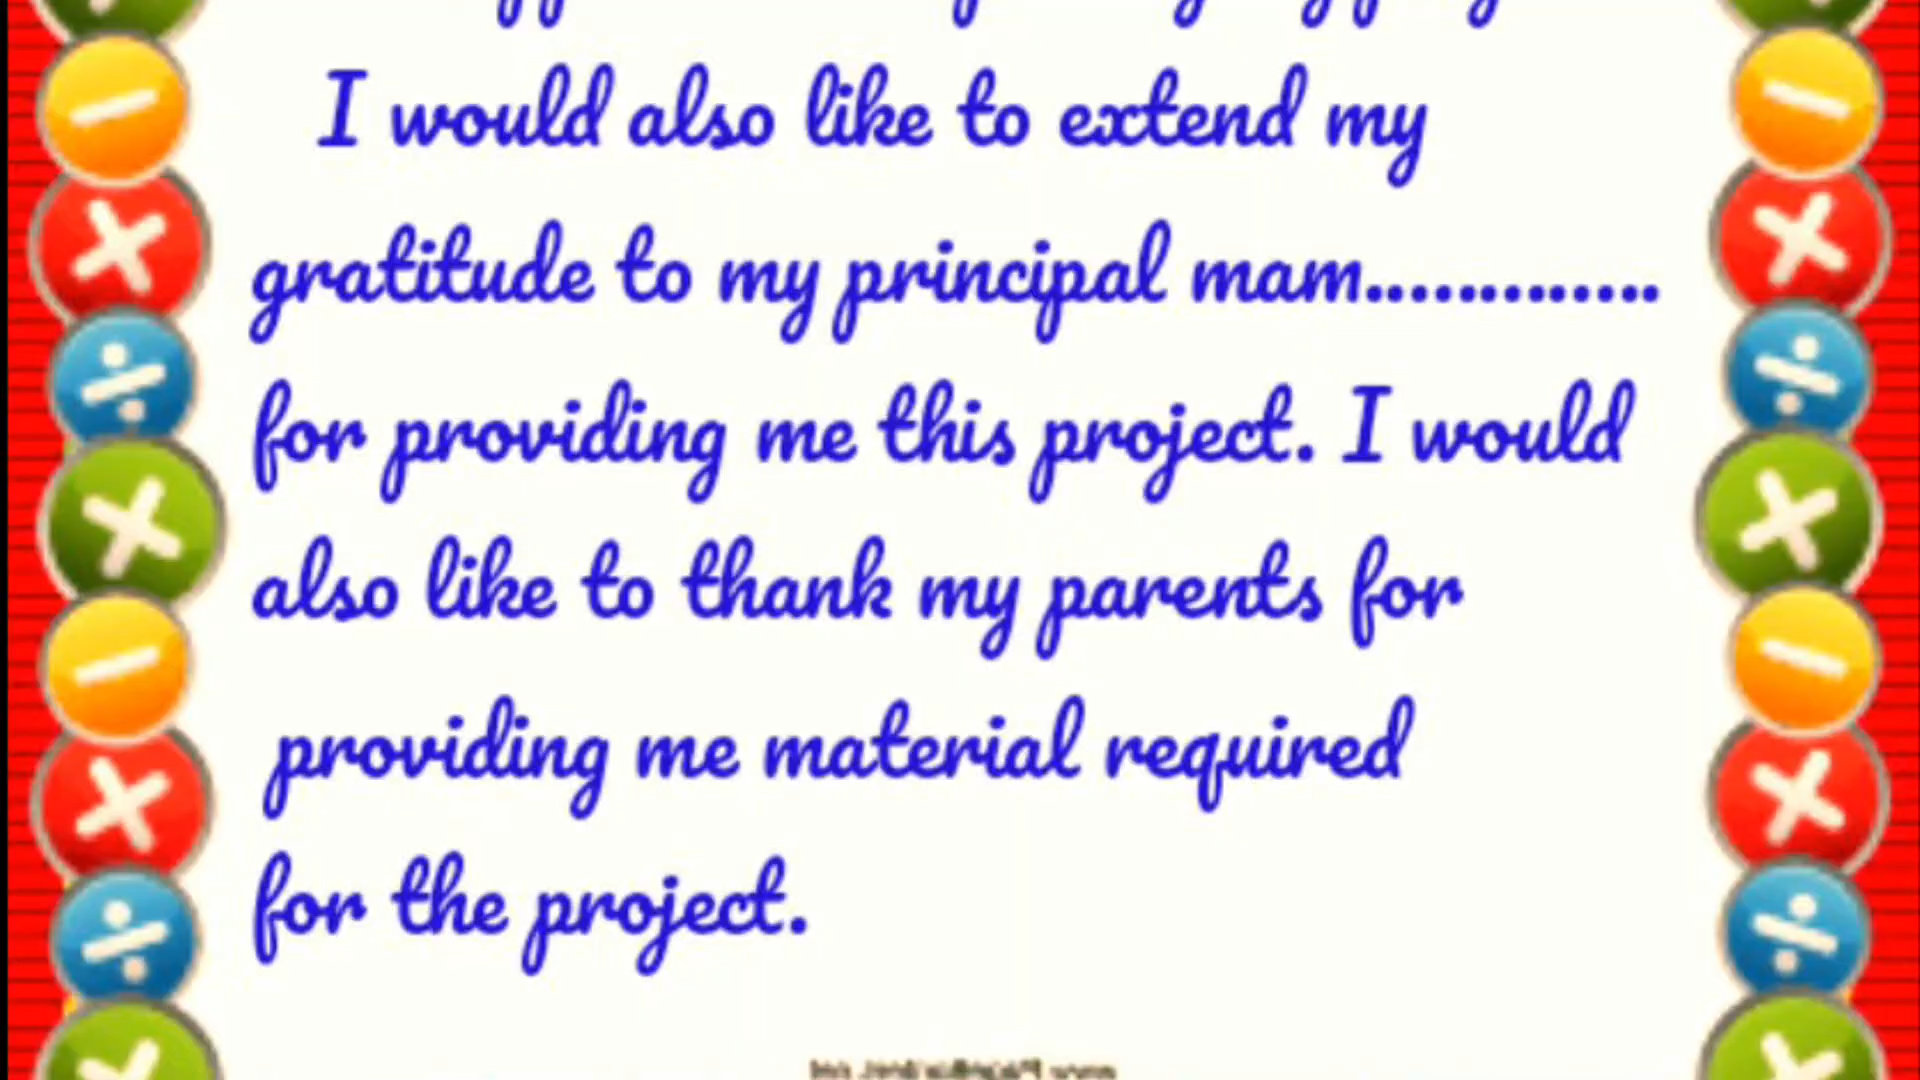 I would also like to extend my
gratitude to my principal mam.............
for providing me this project. I would
also like to thank my parents for
providing me material required
for the project.